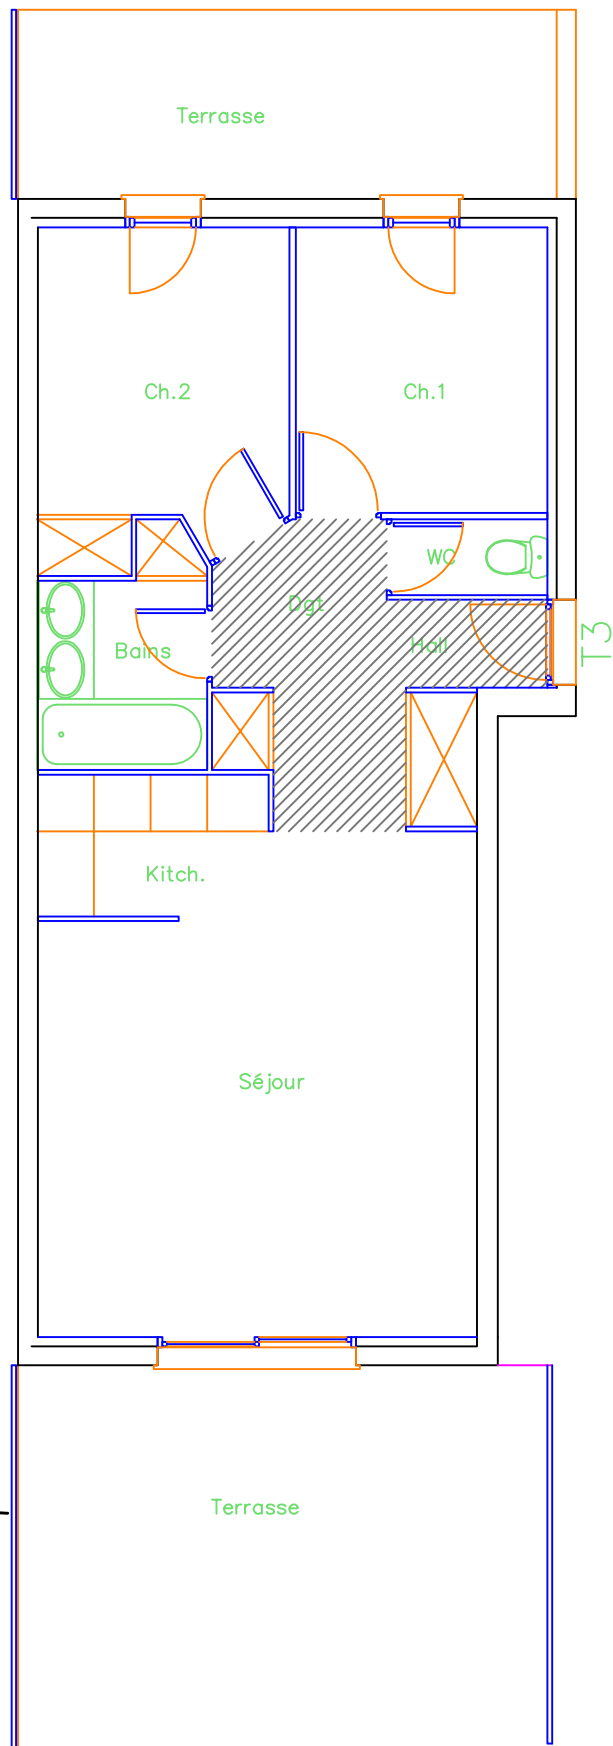 Terrasse
Ch.2
Ch.1
WC
Dgt
Hall
T3
Bains
Kitch.
Séjour
Terrasse